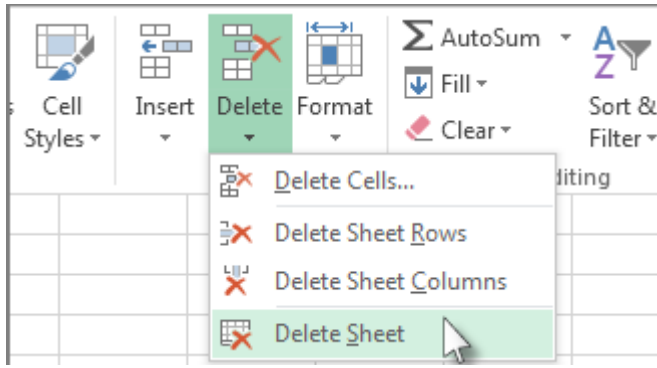 Cell
Styles
Insert
Delete
Format
AutoSum
Fill
Clear
Sort &
Filter
diting
Delete Cells...
Delete Sheet Rows
Delete Sheet Columns
Delete Sheet